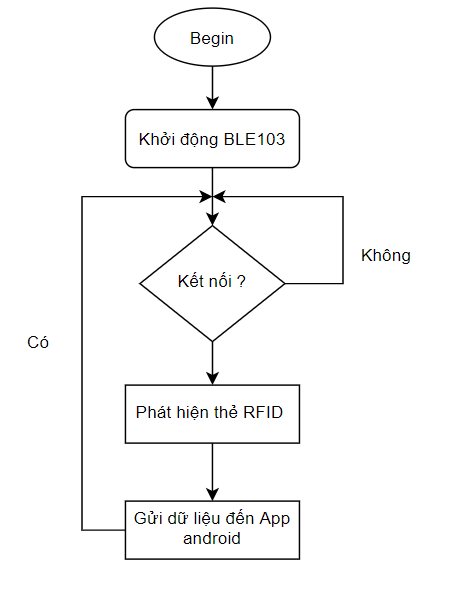 Begin
Khởi động BLE103
Không
Kết nối ?
Có
Phát hiện thẻ RFID
Gửi dữ liệu đến App
android